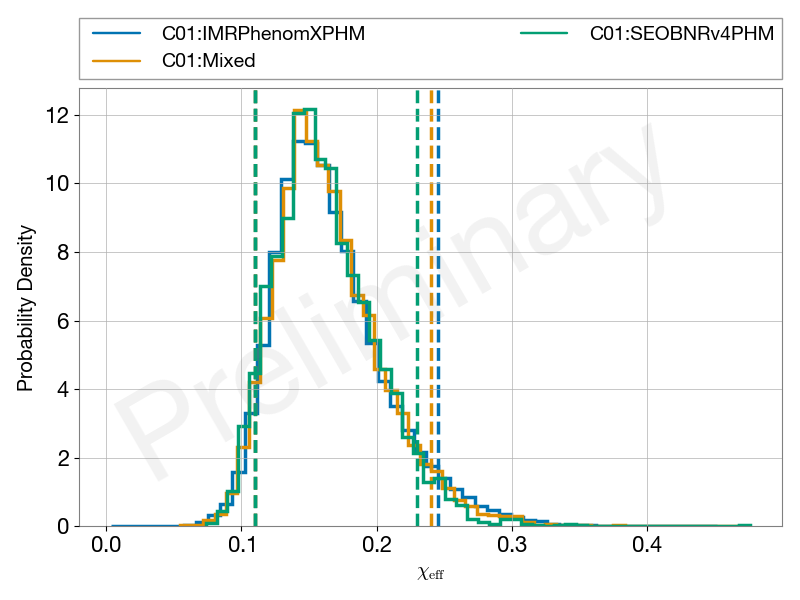 C01:IMRPhenomXPHM
C01:SEOBNRv4PHM
C01:Mixed
Probability Density
12
10
8
6
4
2
0
0.0
0.1
0.2
0.3
0.4
χeff
Preliminary